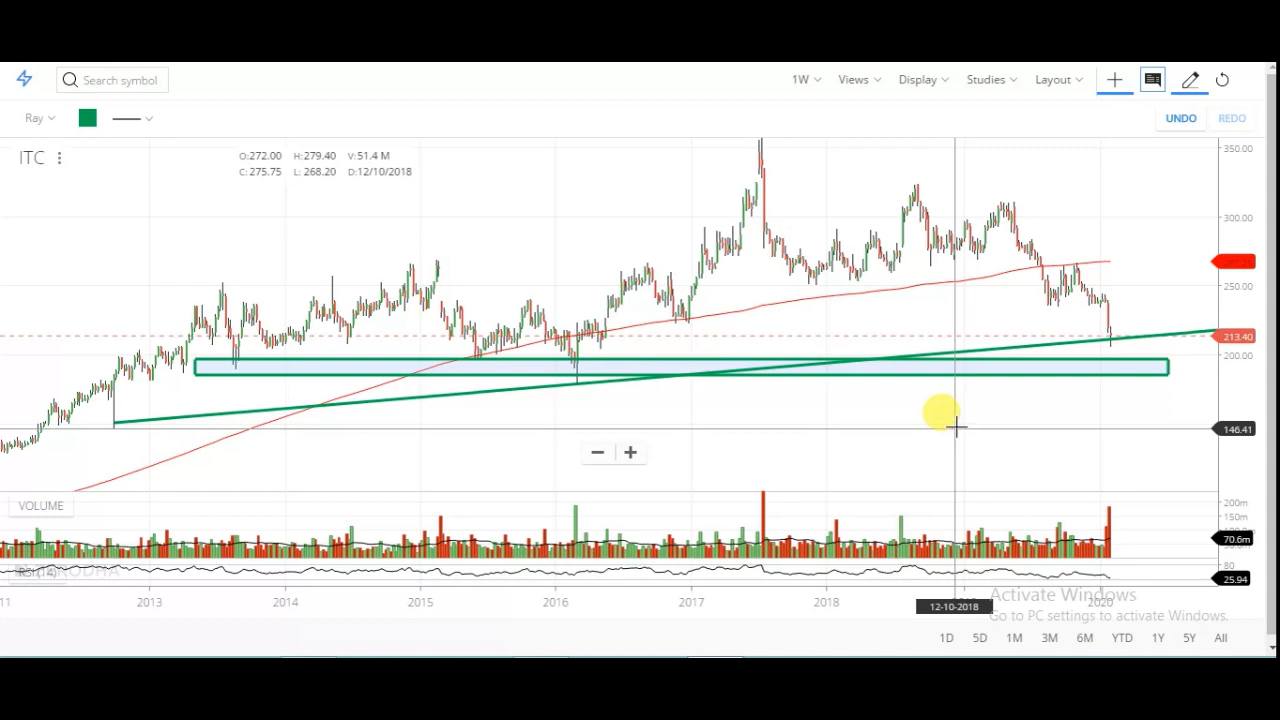 Search symbol
1W Views Display Studies Layout
Ray
UNDO REDO
ITC
O:272.00 H:279.40 V:51.4 M
C:275.75 L: 268.20 D:12/10/2018
350.00
300.00
250.00
213.40
200.00
146.41
VOLUME
200m
150m
70.6m
80
25.94
2013 2014 2015 2016 2017 2018 2020
12-10-2018
Activate Windows
Go to PC settings to activate Windows.
1D 5D 1M 3M 6M YTD 1Y 5Y All